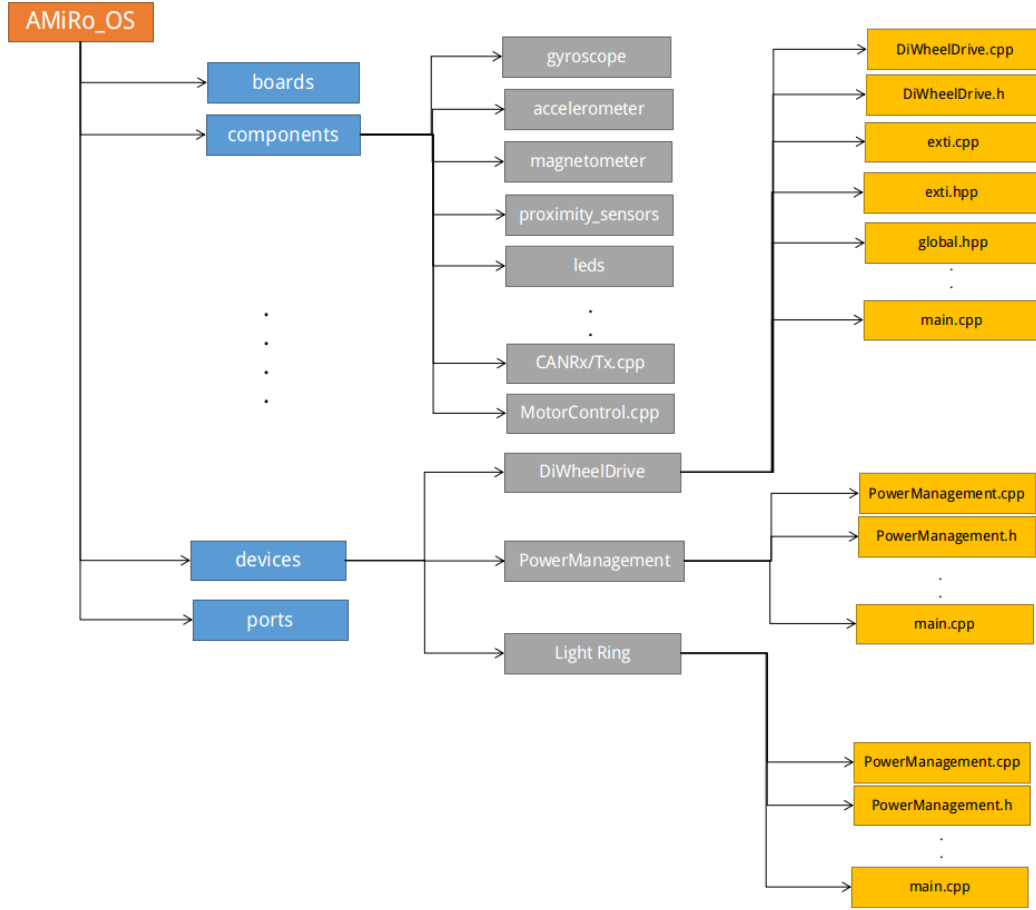 AMiRo_OS
boards
components
devices
ports
gyroscope
accelerometer
magnetometer
proximity_sensors
leds
CANRx/Tx.cpp
MotorControl.cpp
DiWheelDrive
PowerManagement
Light Ring
DiWheelDrive.cpp
DiWheelDrive.h
exti.cpp
exti.hpp
global.hpp
main.cpp
PowerManagement.cpp
PowerManagement.h
main.cpp
PowerManagement.cpp
PowerManagement.h
main.cpp